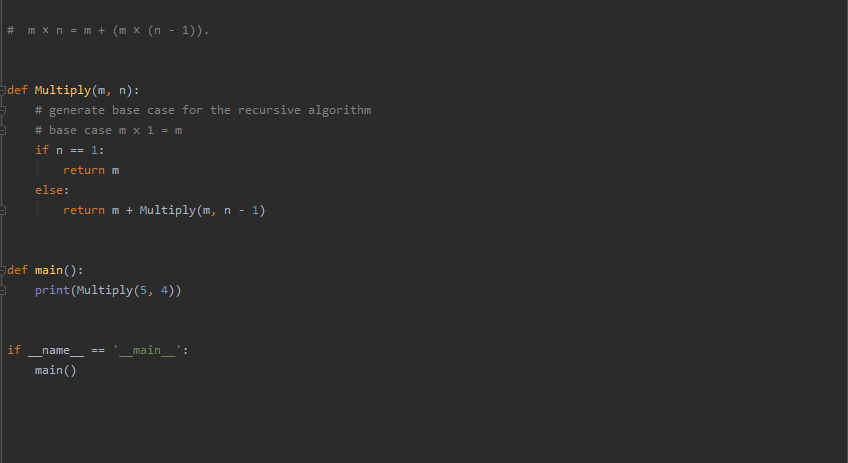 #  m × n = m + (m × (n - 1)).
def Multiply(m, n):
    # generate base case for the recursive algorithm
    # base case m x 1 = m
    if n == 1:
        return m
    else:
        return m + Multiply(m, n - 1)
def main():
    print(Multiply(5, 4))
if __name__ == '__main__':
    main()